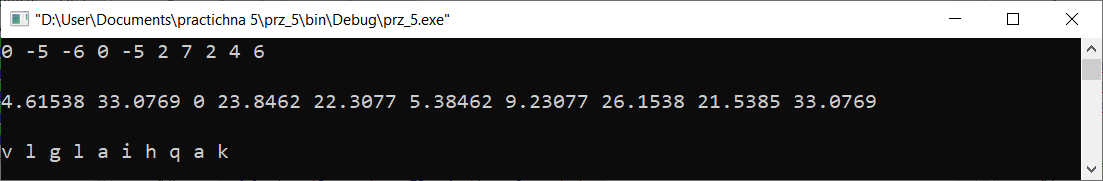 "D:\User\Documents\practichna 5\prz_5\bin\Debug\prz_5.exe"
0 -5 -6 0 -5 2 7 2 4 6
4.61538 33.0769 0 23.8462 22.3077 5.38462 9.23077 26.1538 21.5385 33.0769
v l g l a i h q a k